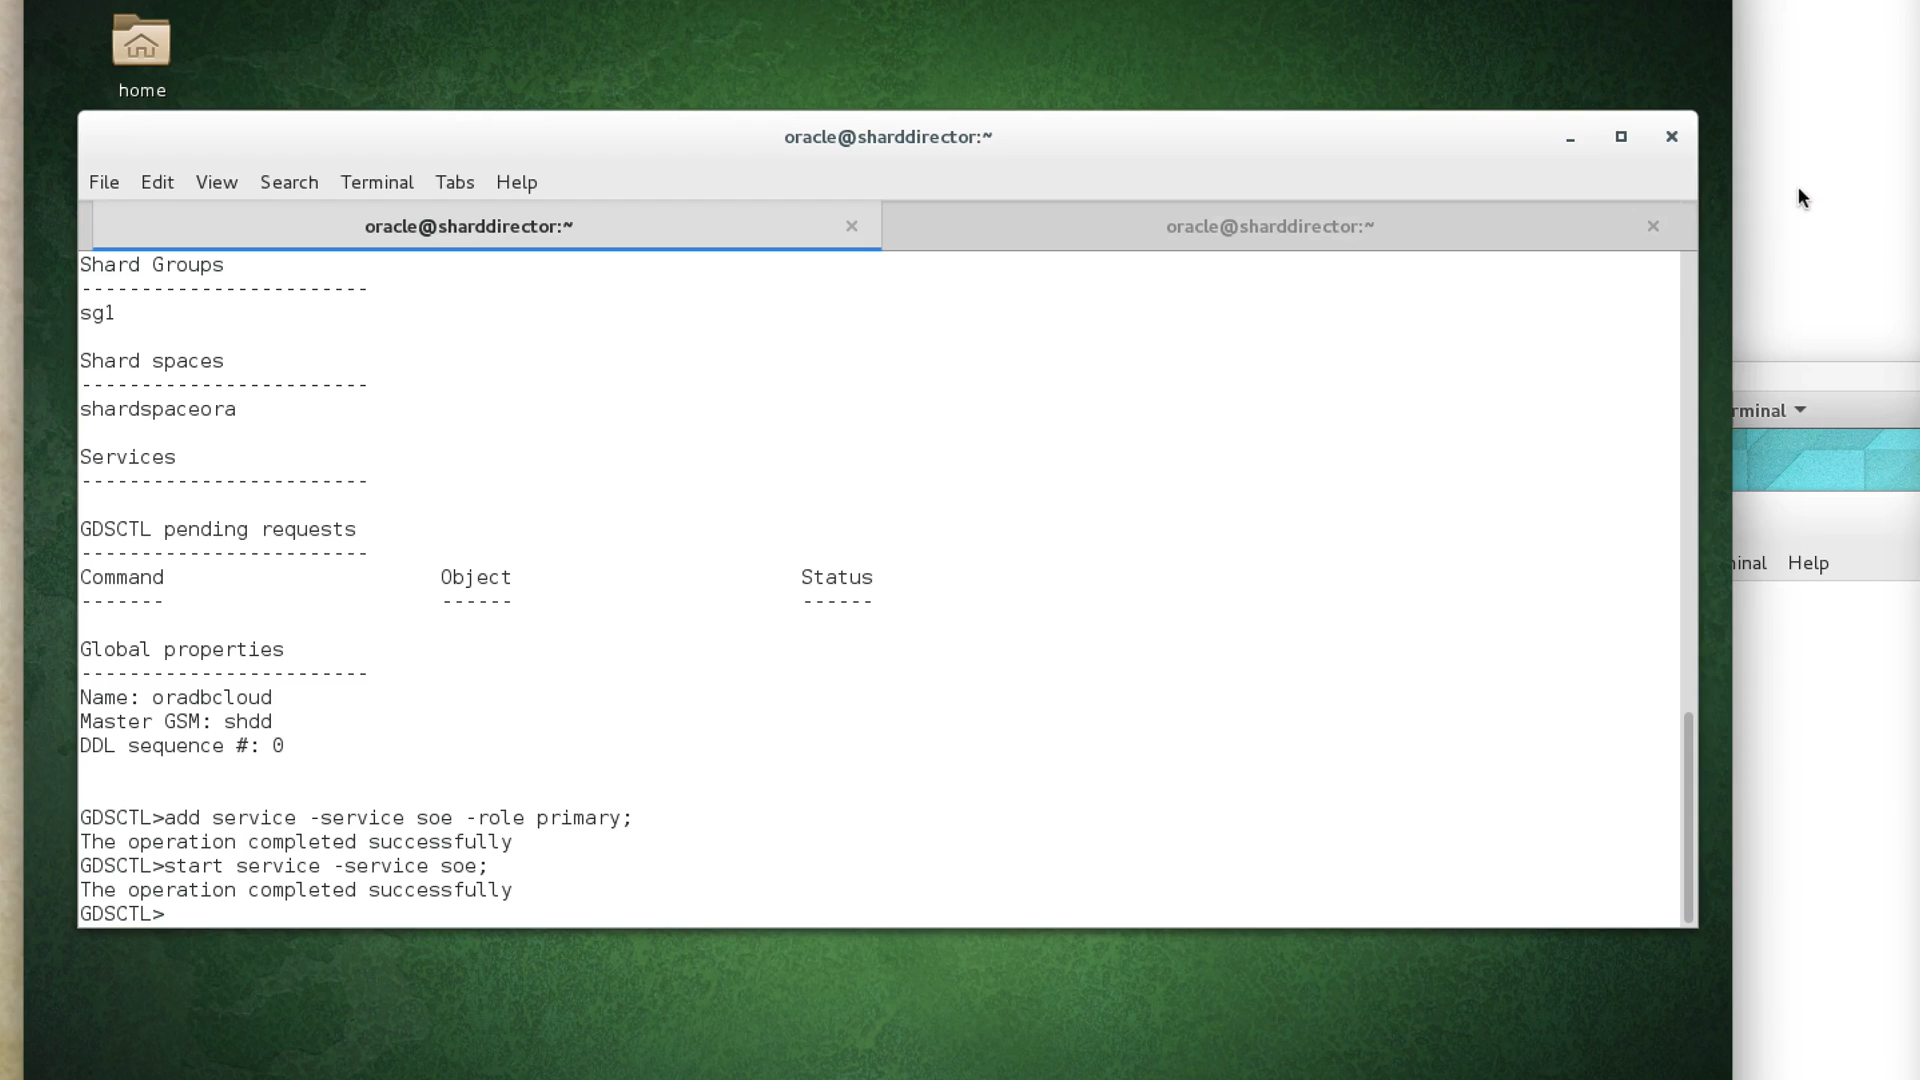 home
oracle@sharddirector:~
File Edit View Search Terminal Tabs Help
oracle@sharddirector:~ oracle@sharddirector:~
Shard Groups
------------------------
sg1
Shard spaces
------------------------
shardspaceora
Services
------------------------
GDSCTL pending requests
------------------------
Command Object Status
------- ------ ------
Global properties
------------------------
Name: oradbcloud
Master GSM: shdd
DDL sequence #: 0
GDSCTL>add service -service soe -role primary;
The operation completed successfully
GDSCTL>start service -service soe;
The operation completed successfully
GDSCTL>
rminal
inal Help